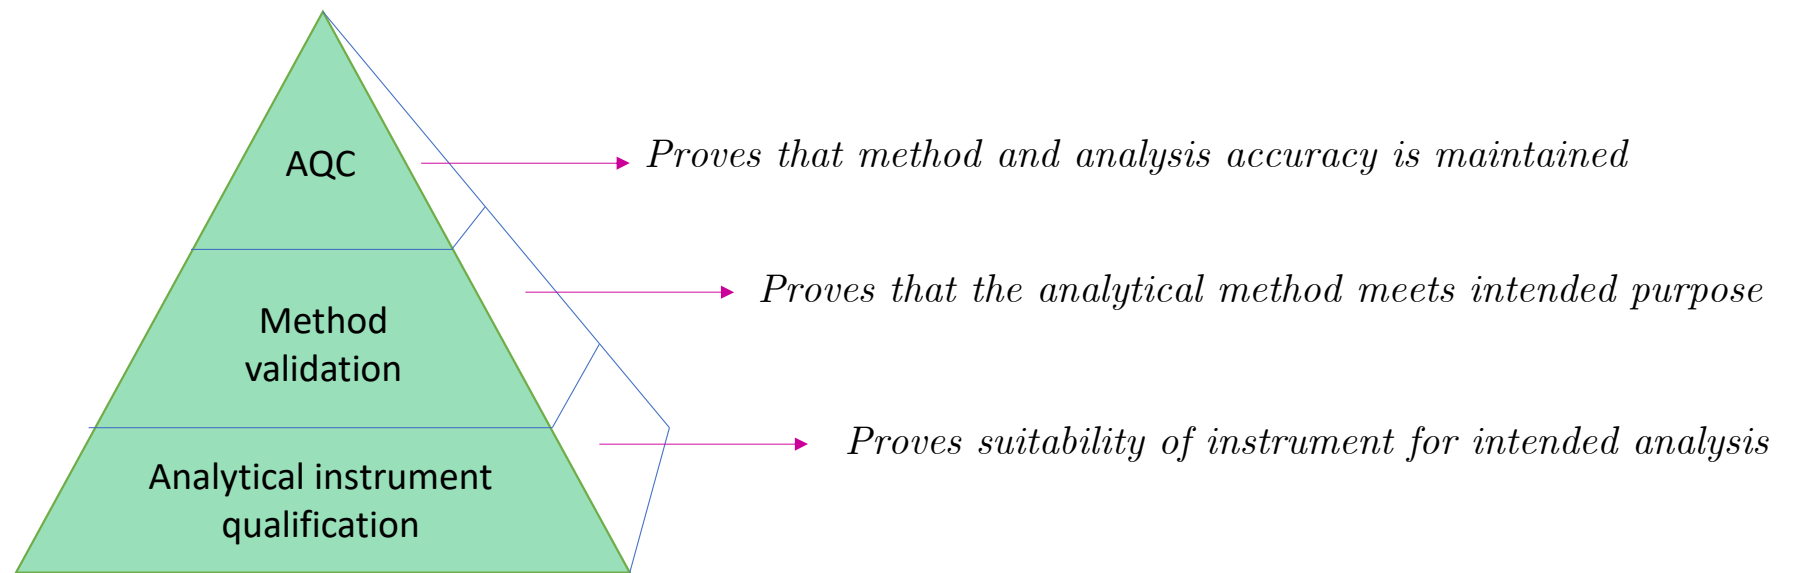 AQC
Proves that method and analysis accuracy is maintained
Method
validation
Proves that the analytical method meets intended purpose
Analytical instrument
qualification
Proves suitability of instrument for intended analysis